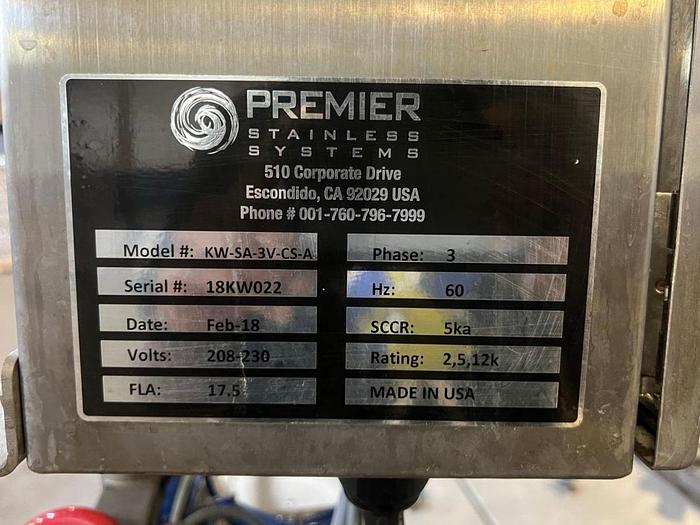 PREMIER
STAINLESS
SYSTEMS
510 Corporate Drive
Escondido, CA 92029 USA
Phone # 001-760-796-7999
Model #: KW-SA-3V-CS-A
Phase: 3
Serial #: 18KW022
Hz: 60
Date: Feb-18
SCCR: 5ka
Volts: 208-230
Rating: 2,5,12k
FLA: 17.5
MADE IN USA